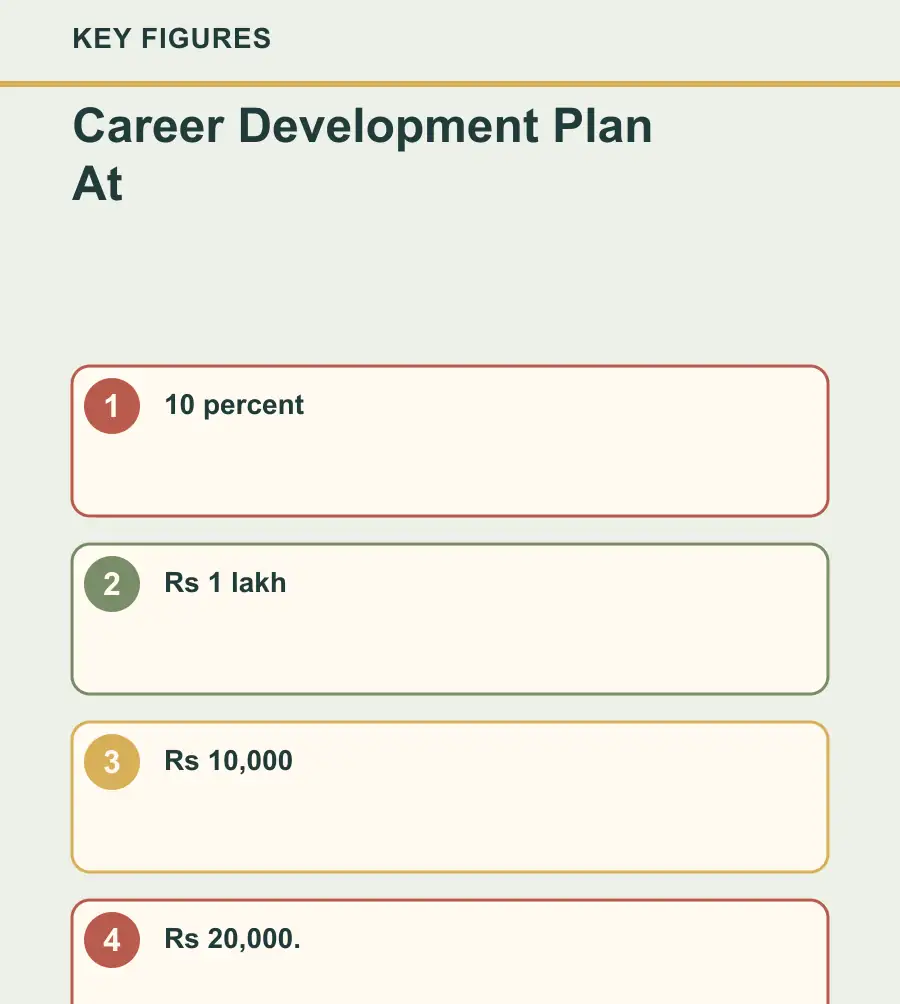 KEY FIGURES
Career Development Plan
At
1
10 percent
2
Rs 1 lakh
3
Rs 10,000
4
Rs 20,000.